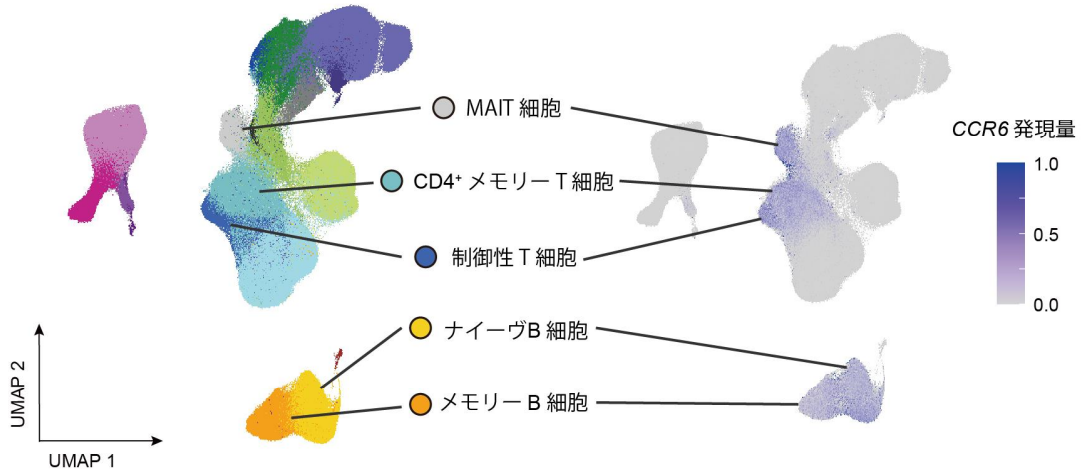 MAIT 細胞
CCR6 発現量
1.0
CD4⁺ メモリー T 細胞
0.5
制御性 T 細胞
0.0
ナイーヴB 細胞
メモリー B 細胞
UMAP 2
UMAP 1